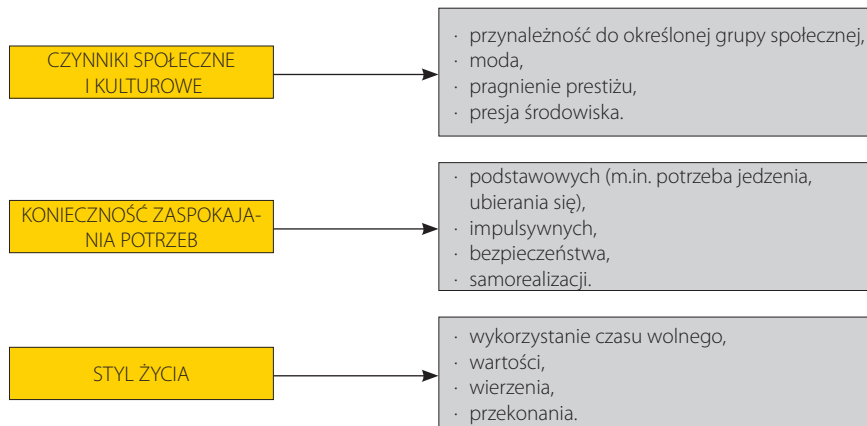 CZYNNIKI SPOŁECZNE
I KULTUROWE
· przynależność do określonej grupy społecznej,
· moda,
· pragnienie prestiżu,
· presja środowiska.
KONIECZNOŚĆ ZASPOKAJA-
NIA POTRZEB
· podstawowych (m.in. potrzeba jedzenia,
ubierania się),
· impulsywnych,
· bezpieczeństwa,
· samorealizacji.
STYL ŻYCIA
· wykorzystanie czasu wolnego,
· wartości,
· wierzenia,
· przekonania.